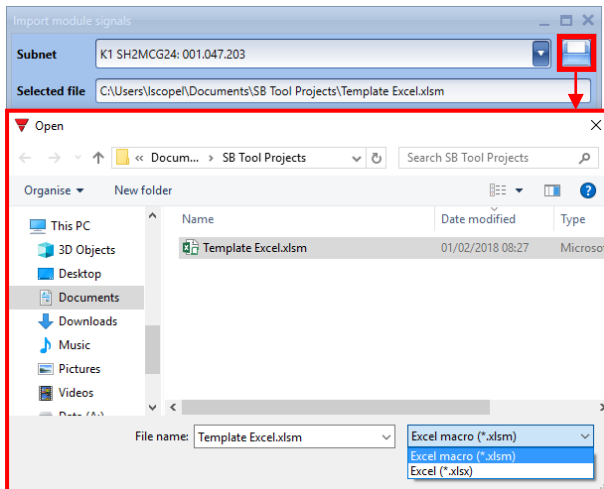 Import module signals
Subnet K1 SH2MCG24: 001.047.203
Selected file C:\Users\lscopel\Documents\SB Tool Projects\Template Excel.xlsm
Open
« Docum... › SB Tool Projects Search SB Tool Projects
Organise New folder
Name Date modified Type
This PC
Template Excel.xlsm 01/02/2018 08:27 Microso
3D Objects
Desktop
Documents
Downloads
Music
Pictures
Videos
File name: Template Excel.xlsm Excel macro (*.xlsm)
Excel macro (*.xlsm)
Excel (*.xlsx)